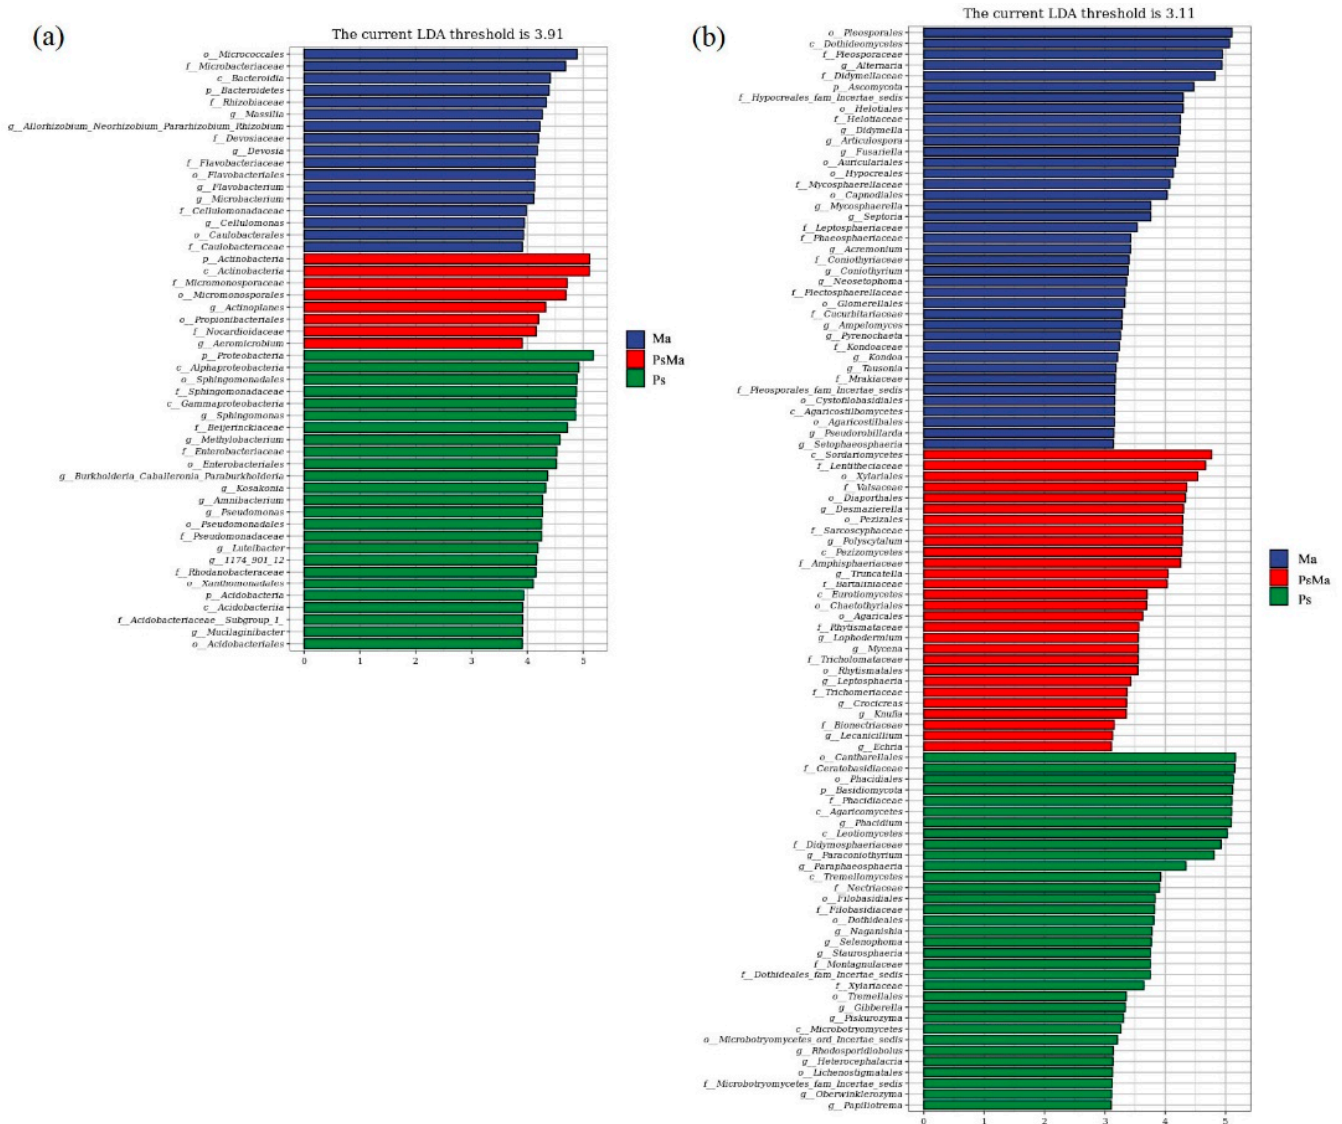 (a)
The current LDA threshold is 3.91
o__Micrococcales
f__Microbacteriaceae
c__Bacteroidia
p__Bacteroidetes
f__Rhizobiaceae
g__Massilia
g__Allorhizobium_Neorhizobium_Pararhizobium_Rhizobium
f__Devosiaceae
g__Devosia
f__Flavobacteriaceae
o__Flavobacteriales
g__Flavobacterium
g__Microbacterium
f__Cellulomonadaceae
g__Cellulomonas
o__Caulobacterales
f__Caulobacteraceae
p__Actinobacteria
c__Actinobacteria
f__Micromonosporaceae
o__Micromonosporales
g__Actinoplanes
o__Propionibacteriales
f__Nocardioidaceae
g__Aeromicrobium
p__Proteobacteria
c__Alphaproteobacteria
o__Sphingomonadales
f__Sphingomonadaceae
c__Gammaproteobacteria
g__Sphingomonas
f__Beijerinckiaceae
g__Methylobacterium
f__Enterobacteriaceae
o__Enterobacteriales
g__Burkholderia_Caballeronia_Paraburkholderia
g__Kosakonia
g__Amnibacterium
g__Pseudomonas
o__Pseudomonadales
f__Pseudomonadaceae
g__Luteibacter
g__1174_901_12
f__Rhodanobacteraceae
o__Xanthomonadales
p__Acidobacteria
c__Acidobacteriia
f__Acidobacteriaceae__Subgroup_1_
g__Mucilaginibacter
o__Acidobacteriales
0 1 2 3 4 5
Ma
PsMa
Ps
(b)
The current LDA threshold is 3.11
o__Pleosporales
c__Dothideomycetes
f__Pleosporaceae
g__Alternaria
f__Didymellaceae
p__Ascomycota
f__Hypocreales_fam_Incertae_sedis
o__Helotiales
f__Helotiaceae
g__Didymella
g__Articulospora
g__Fusariella
o__Auriculariales
o__Hypocreales
f__Mycosphaerellaceae
o__Capnodiales
g__Mycosphaerella
g__Septoria
f__Leptosphaeriaceae
f__Phaeosphaeriaceae
g__Acremonium
f__Coniothyriaceae
g__Coniothyrium
g__Neosetophoma
f__Plectosphaerellaceae
o__Glomerellales
f__Cucurbitariaceae
g__Ampelomyces
g__Pyrenochaeta
f__Kondoaceae
g__Kondoa
g__Tausonia
f__Mrakiaceae
f__Pleosporales_fam_Incertae_sedis
o__Cystofilobasidiales
c__Agaricostilbomycetes
o__Agaricostilbales
g__Pseudorobillarda
g__Setophaeosphaeria
c__Sordariomycetes
f__Lentitheciaceae
o__Xylariales
f__Valsaceae
o__Diaporthales
g__Desmazierella
o__Pezizales
f__Sarcoscyphaceae
g__Polyscytalum
c__Pezizomycetes
f__Amphisphaeriaceae
g__Truncatella
f__Bartaliniaceae
c__Eurotiomycetes
o__Chaetothyriales
o__Agaricales
f__Rhytismataceae
g__Lophodermium
g__Mycena
f__Tricholomataceae
o__Rhytismatales
g__Leptosphaeria
f__Trichomeriaceae
g__Crocicreas
g__Knufia
f__Bionectriaceae
g__Lecanicillium
g__Echria
o__Cantharellales
f__Ceratobasidiaceae
o__Phacidiales
p__Basidiomycota
f__Phacidiaceae
c__Agaricomycetes
g__Phacidium
c__Leotiomycetes
f__Didymosphaeriaceae
g__Paraconiothyrium
g__Paraphaeosphaeria
c__Tremellomycetes
f__Nectriaceae
o__Filobasidiales
f__Filobasidiaceae
o__Dothideales
g__Naganishia
g__Selenophoma
g__Staurosphaeria
f__Montagnulaceae
f__Dothideales_fam_Incertae_sedis
f__Xylariaceae
o__Tremellales
g__Gibberella
g__Piskurozyma
c__Microbotryomycetes
o__Microbotryomycetes_ord_Incertae_sedis
g__Rhodosporidiobolus
g__Heterocephalacria
o__Lichenostigmatales
f__Microbotryomycetes_fam_Incertae_sedis
g__Oberwinklerozyma
g__Papiliotrema
0 1 2 3 4 5
Ma
PsMa
Ps